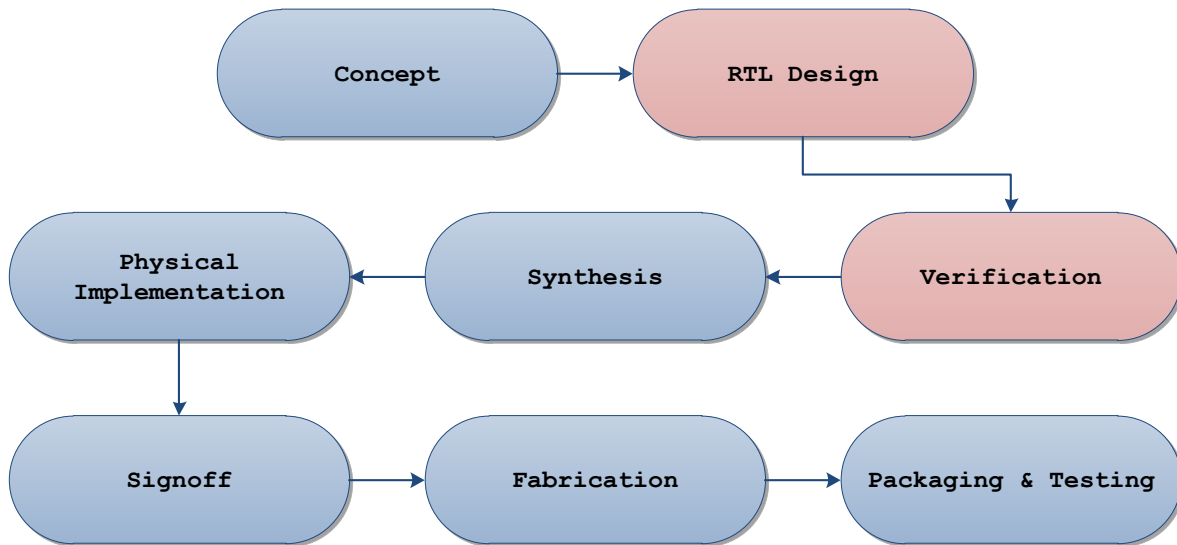 Concept
RTL Design
Verification
Synthesis
Physical
Implementation
Signoff
Fabrication
Packaging & Testing